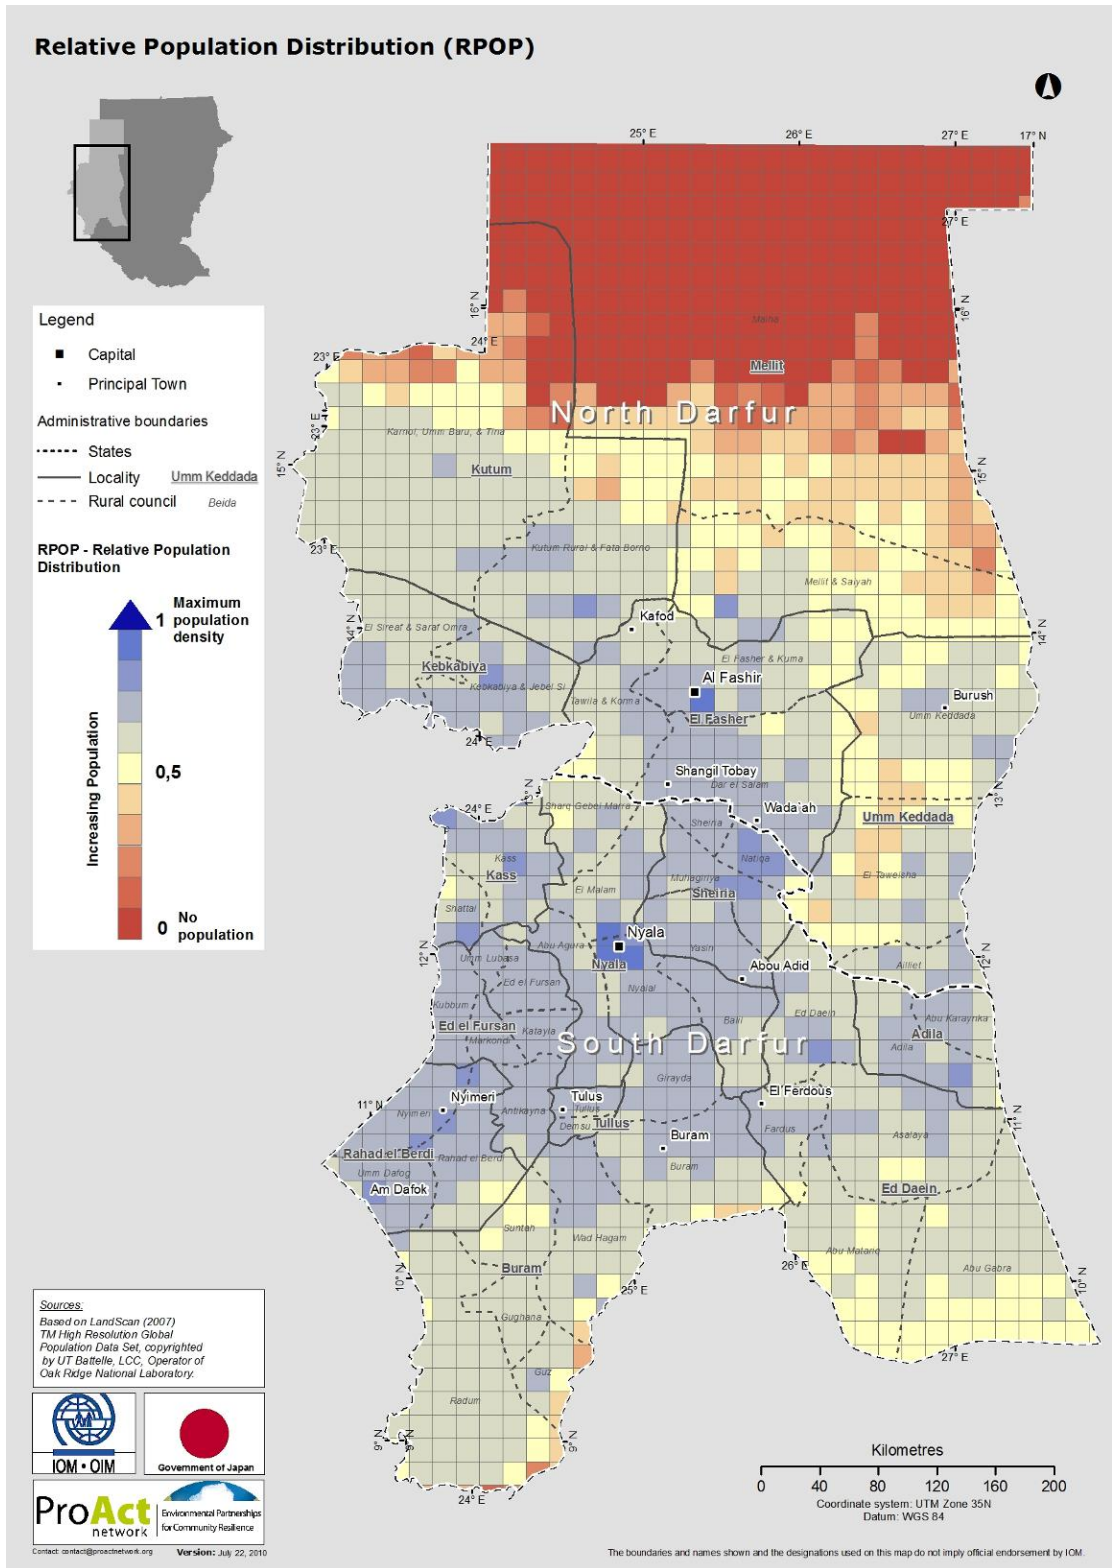 Relative Population Distribution (RPOP)
25° E
26° E
27° E
17° N
27° E
16° N
24° E
16° N
23° E
Legend
Capital
Principal Town
Administrative boundaries
States
Locality
Umm Keddada
Rural council
Beida
RPOP - Relative Population
Distribution
1 Maximum
population
density
Increasing Population
0,5
0 No
population
Malha
Mellit
North Darfur
23° E
Karnoi, Umm Baru, & Tina
Kutum
15° N
15° N
23° E
Kutum Rural & Fata Borno
Mellit & Saiyah
14° N
Kafod
14° N
El Sireaf & Saraf Omra
El Fasher & Kuma
Kebkabiya
Al Fashir
Kebkabiya & Jebel Si
Tawila & Korma
Burush
Umm Keddada
El Fasher
24° E
Shangil Tobay
Dar el Salam
13° N
13° N
24° E
Sharq Gebel Marra
Wada'ah
Umm Keddada
Sheina
Kass
Natiqa
Kass
Muhagiriya
El Taweisha
El Malam
Sheina
Shattai
Nyala
12° N
Abu Agura
Yasin
12° N
Umm Lubasa
Nyala
Abou Adid
Ailliet
Ed el Fursan
Nyalal
Kubbum
Ed Daein
Abu Karaynka
Ed el Fursan
Katayla
Balil
Adila
Markondi
South Darfur
Adila
Girayda
Nyimeri
Tulus
El Ferdous
11° N
Nyimeri
Antikayna
Tullus
11° N
Demsu
Tullus
Fardus
Asalaya
Buram
Rahad el Berdi
Rahad el Berdi
Buram
Umm Dafog
Am Dafok
Ed Daein
Suntah
Wad Hagam
Abu Matariq
Buram
26° E
Abu Gabra
10° N
10° N
25° E
Gughana
27° E
Guz
Radum
9° N
9° N
9° N
24° E
Sources:
Based on LandScan (2007)
TM High Resolution Global
Population Data Set, copyrighted
by UT Battelle, LCC, Operator of
Oak Ridge National Laboratory.
IOM • OIM
Government of Japan
ProAct
network
Environmental Partnerships
for Community Resilience
Contact: contact@proactnetwork.org
Version: July 22, 2010
Kilometres
0 40 80 120 160 200
Coordinate system: UTM Zone 35N
Datum: WGS 84
The boundaries and names shown and the designations used on this map do not imply official endorsement by IOM.